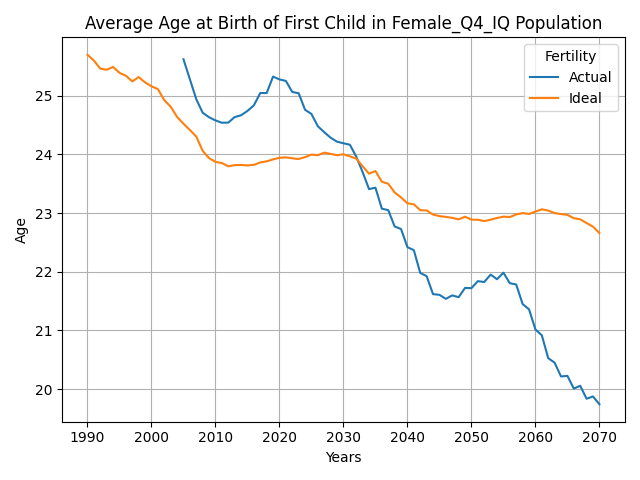 Average Age at Birth of First Child in Female_Q4_IQ Population
Fertility
Actual
Ideal
Age
25
24
23
22
21
20
1990 2000 2010 2020 2030 2040 2050 2060 2070
Years